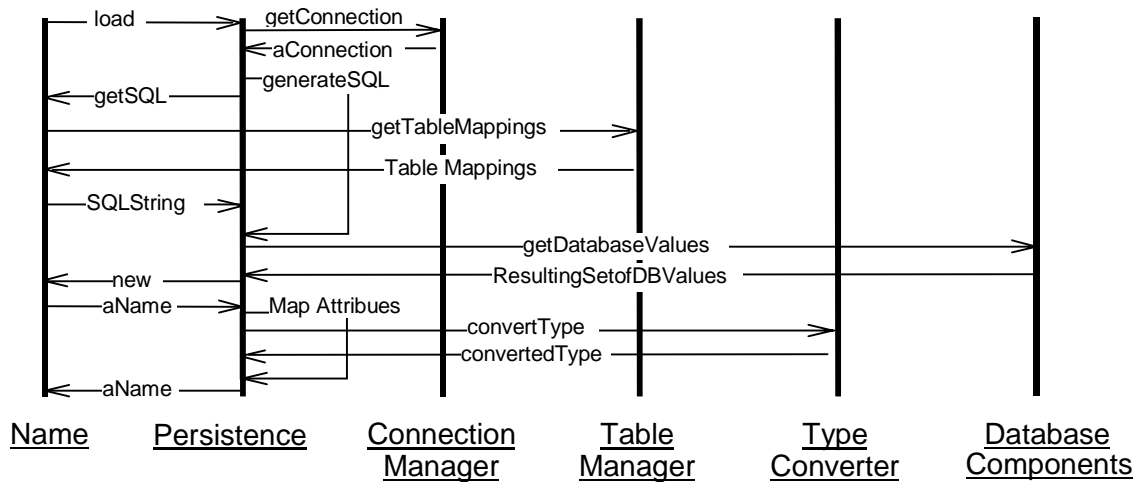 load
getConnection
aConnection
generateSQL
getSQL
getTableMappings
Table Mappings
SQLString
getDatabaseValues
ResultingSetofDBValues
new
aName
Map Attribues
convertType
convertedType
aName
Name
Persistence
Connection
Manager
Table
Manager
Type
Converter
Database
Components